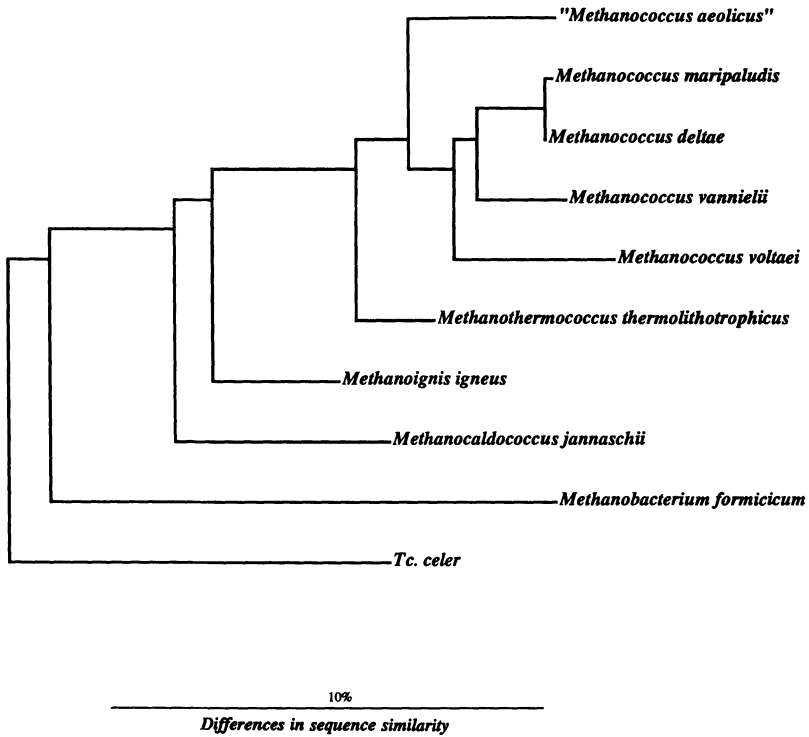 "Methanococcus aeolicus"
Methanococcus maripaludis
Methanococcus deltae
Methanococcus vannielii
Methanococcus voltaei
Methanothermococcus thermolithotrophicus
Methanoignis igneus
Methanocaldococcus jannaschii
Methanobacterium formicicum
Tc. celer
10%
Differences in sequence similarity